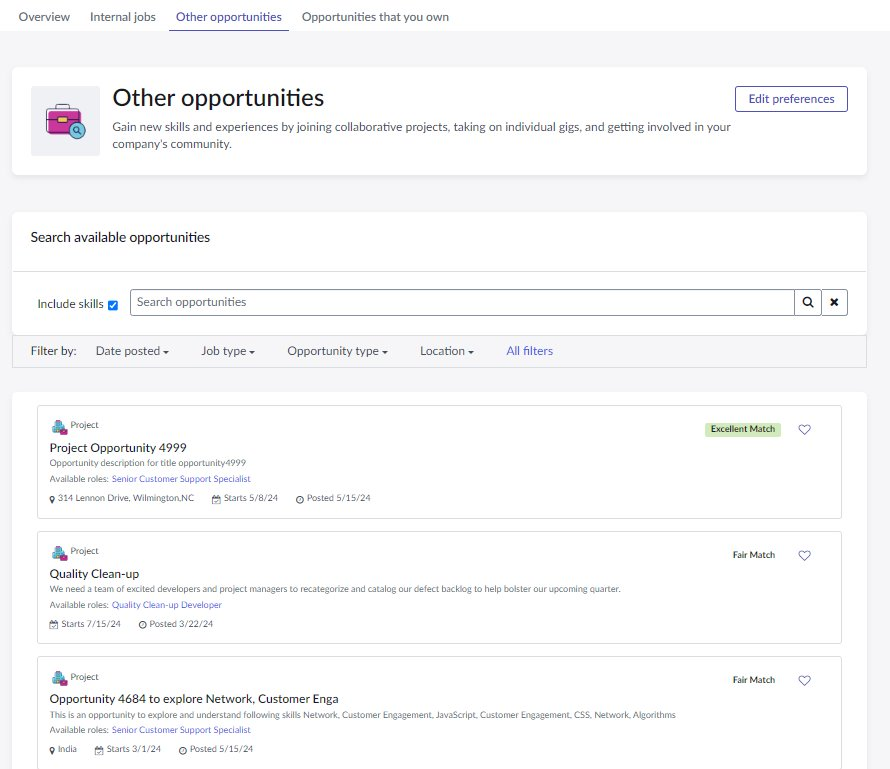 Overview Internal jobs Other opportunities Opportunities that you own
Other opportunities
Edit preferences
Gain new skills and experiences by joining collaborative projects, taking on individual gigs, and getting involved in your
company's community.
Search available opportunities
Include skills Search opportunities
Filter by: Date posted Job type Opportunity type Location All filters
Project
Excellent Match
Project Opportunity 4999
Opportunity description for title opportunity4999
Available roles: Senior Customer Support Specialist
314 Lennon Drive, Wilmington,NC Starts 5/8/24 Posted 5/15/24
Project
Fair Match
Quality Clean-up
We need a team of excited developers and project managers to recategorize and catalog our defect backlog to help bolster our upcoming quarter.
Available roles: Quality Clean-up Developer
Starts 7/15/24 Posted 3/22/24
Project
Fair Match
Opportunity 4684 to explore Network, Customer Enga
This is an opportunity to explore and understand following skills Network, Customer Engagement, JavaScript, Customer Engagement, CSS, Network, Algorithms
Available roles: Senior Customer Support Specialist
India Starts 3/1/24 Posted 5/15/24